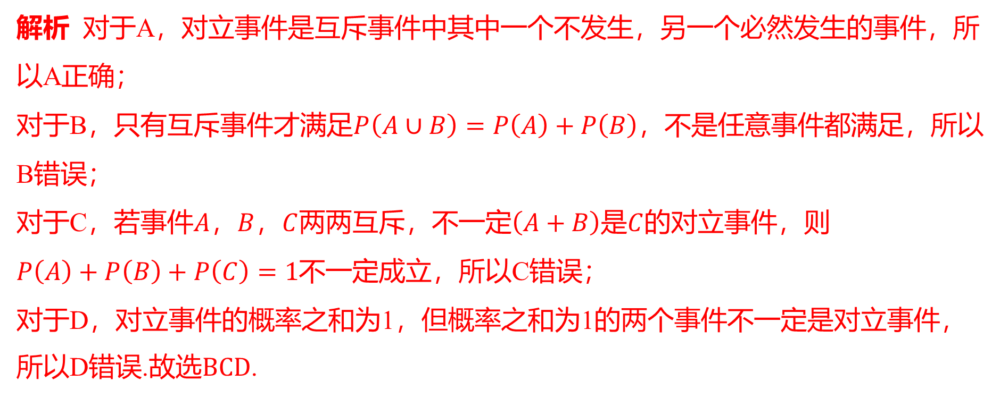 解析 对于A，对立事件是互斥事件中其中一个不发生，另一个必然发生的事件，所
以A正确；
对于B，只有互斥事件才满足P(A ∪ B) = P(A) + P(B)，不是任意事件都满足，所以
B错误；
对于C，若事件A，B，C两两互斥，不一定(A + B)是C的对立事件，则
P(A) + P(B) + P(C) = 1不一定成立，所以C错误；
对于D，对立事件的概率之和为1，但概率之和为1的两个事件不一定是对立事件，
所以D错误.故选BCD.